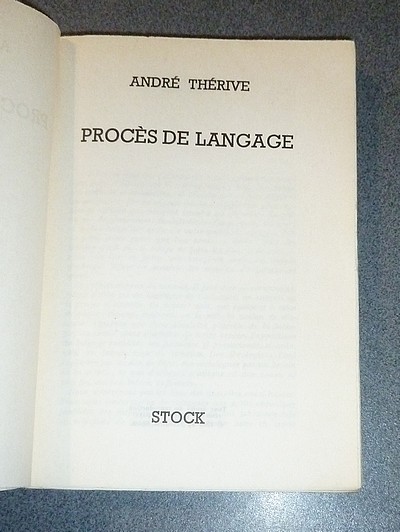 ANDRÉ THÉRIVE
PROCÈS DE LANGAGE
STOCK